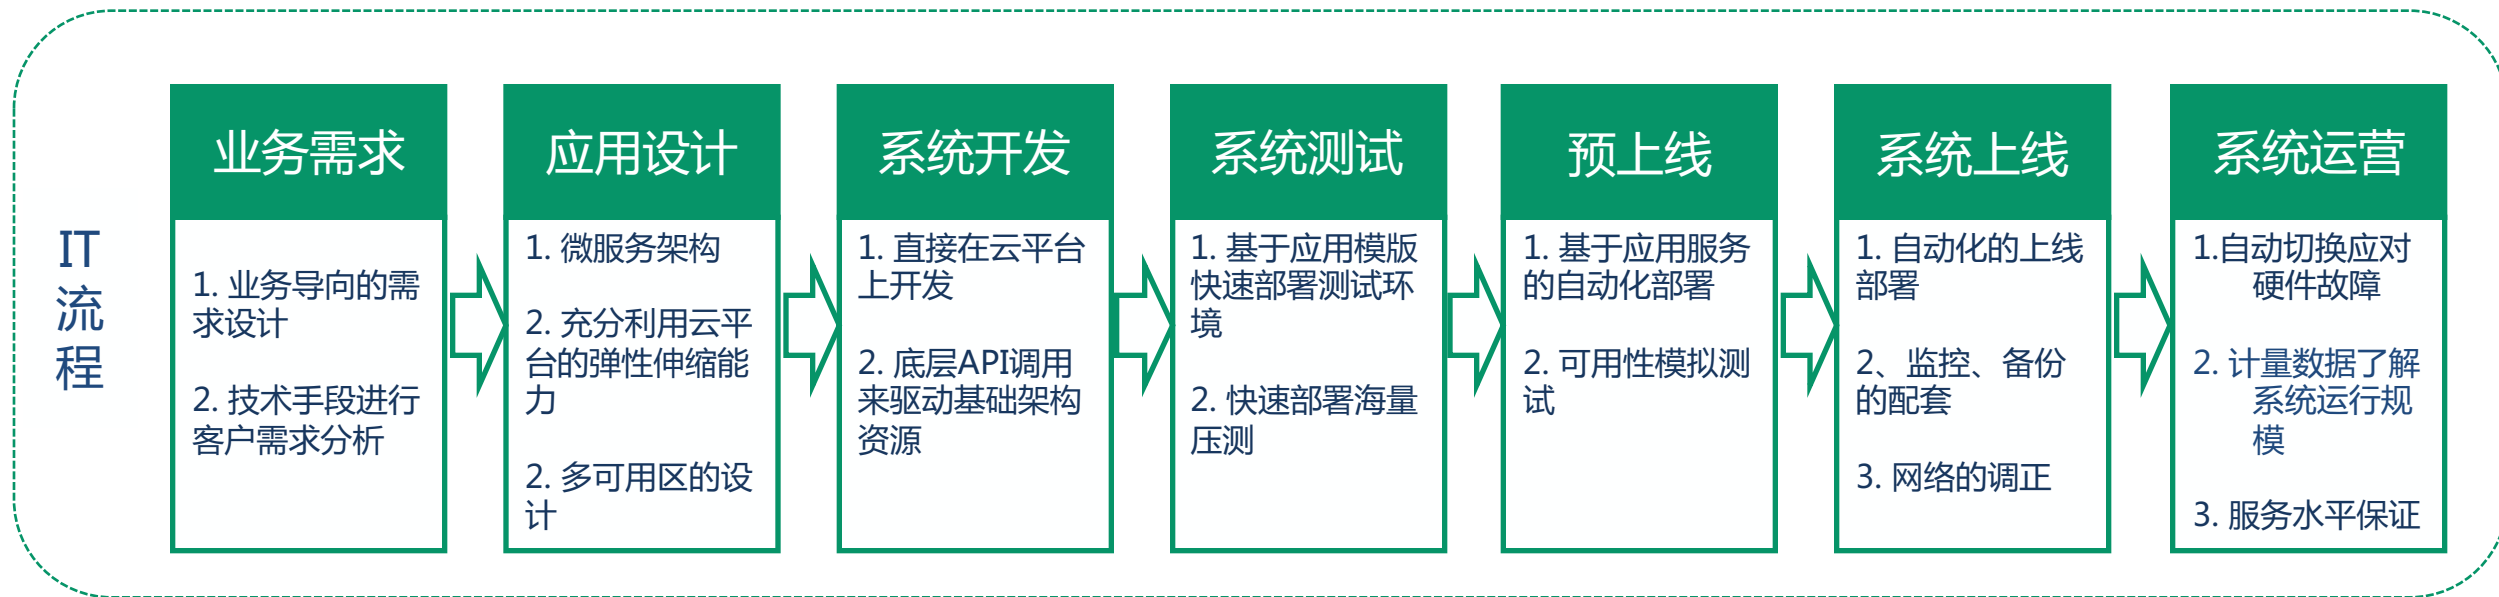 IT
流
程
业务需求
1. 业务导向的需
求设计
2. 技术手段进行
客户需求分析
应用设计
1. 微服务架构
2. 充分利用云平
台的弹性伸缩能
力
2. 多可用区的设
计
系统开发
1. 直接在云平台
上开发
2. 底层API调用
来驱动基础架构
资源
系统测试
1. 基于应用模版
快速部署测试环
境
2. 快速部署海量
压测
预上线
1. 基于应用服务
的自动化部署
2. 可用性模拟测
试
系统上线
1. 自动化的上线
部署
2、监控、备份
的配套
3. 网络的调正
系统运营
1.自动切换应对
硬件故障
2. 计量数据了解
系统运行规
模
3. 服务水平保证